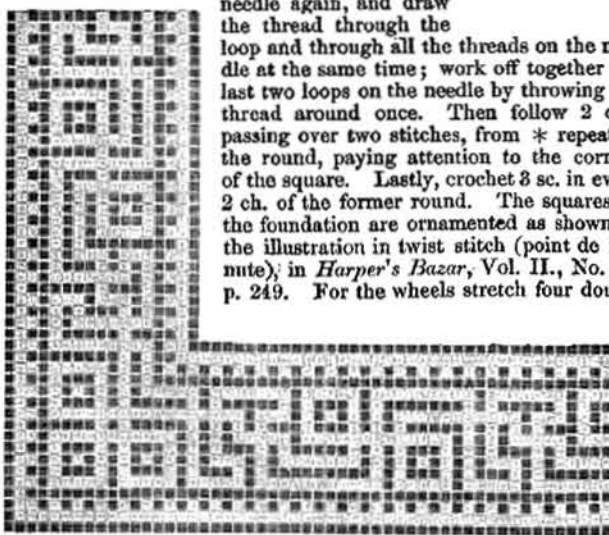 needle again, and draw
the thread through the
loop and through all the threads on the
dle at the same time; work off together
last two loops on the needle by throwing
thread around once. Then follow 2
passing over two stitches, from * repea
the round, paying attention to the cor
of the square. Lastly, crochet 3 sc. in ev
2 ch. of the former round. The squares
the foundation are ornamented as shown
the illustration in twist stitch (point de
nute), in Harper's Bazar, Vol. II., No.
p. 249. For the wheels stretch four dou